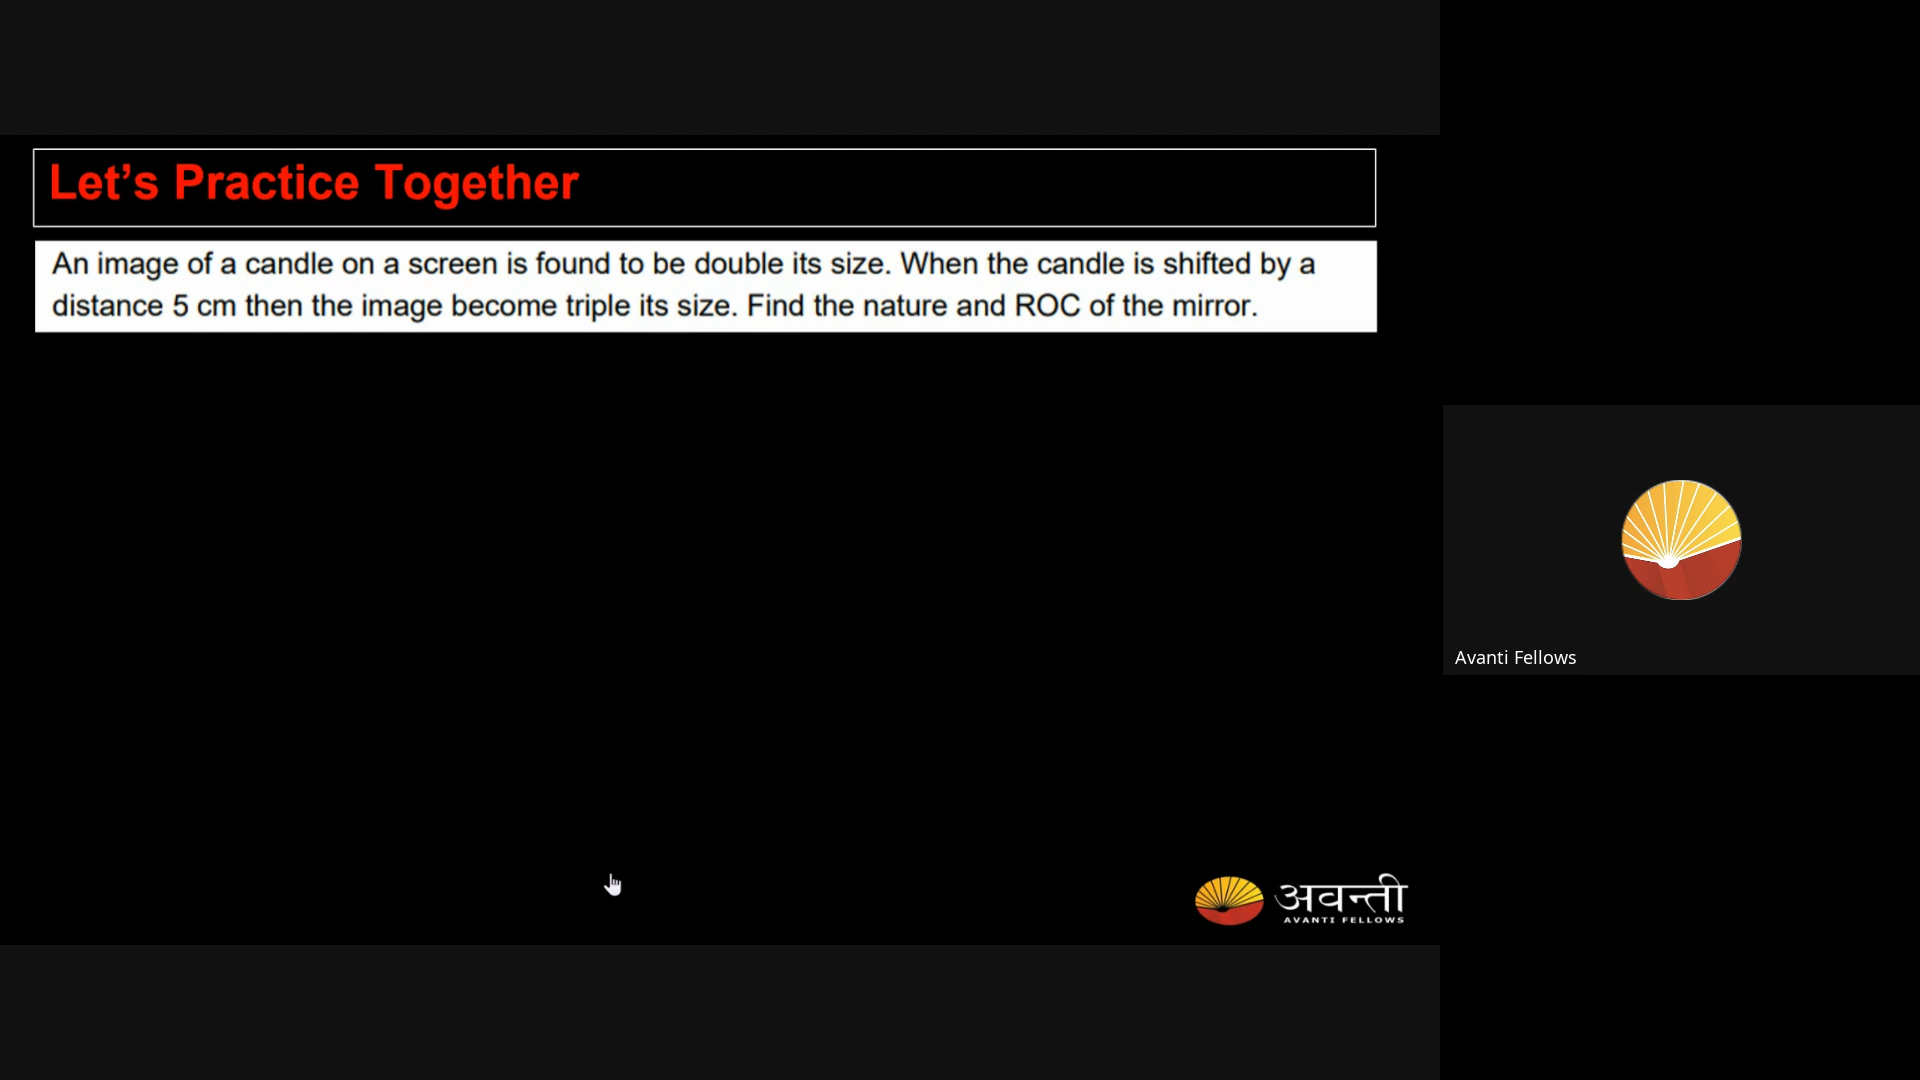 Let’s Practice Together
An image of a candle on a screen is found to be double its size. When the candle is shifted by a
distance 5 cm then the image become triple its size. Find the nature and ROC of the mirror.
Avanti Fellows
अवन्ती
AVANTI FELLOWS